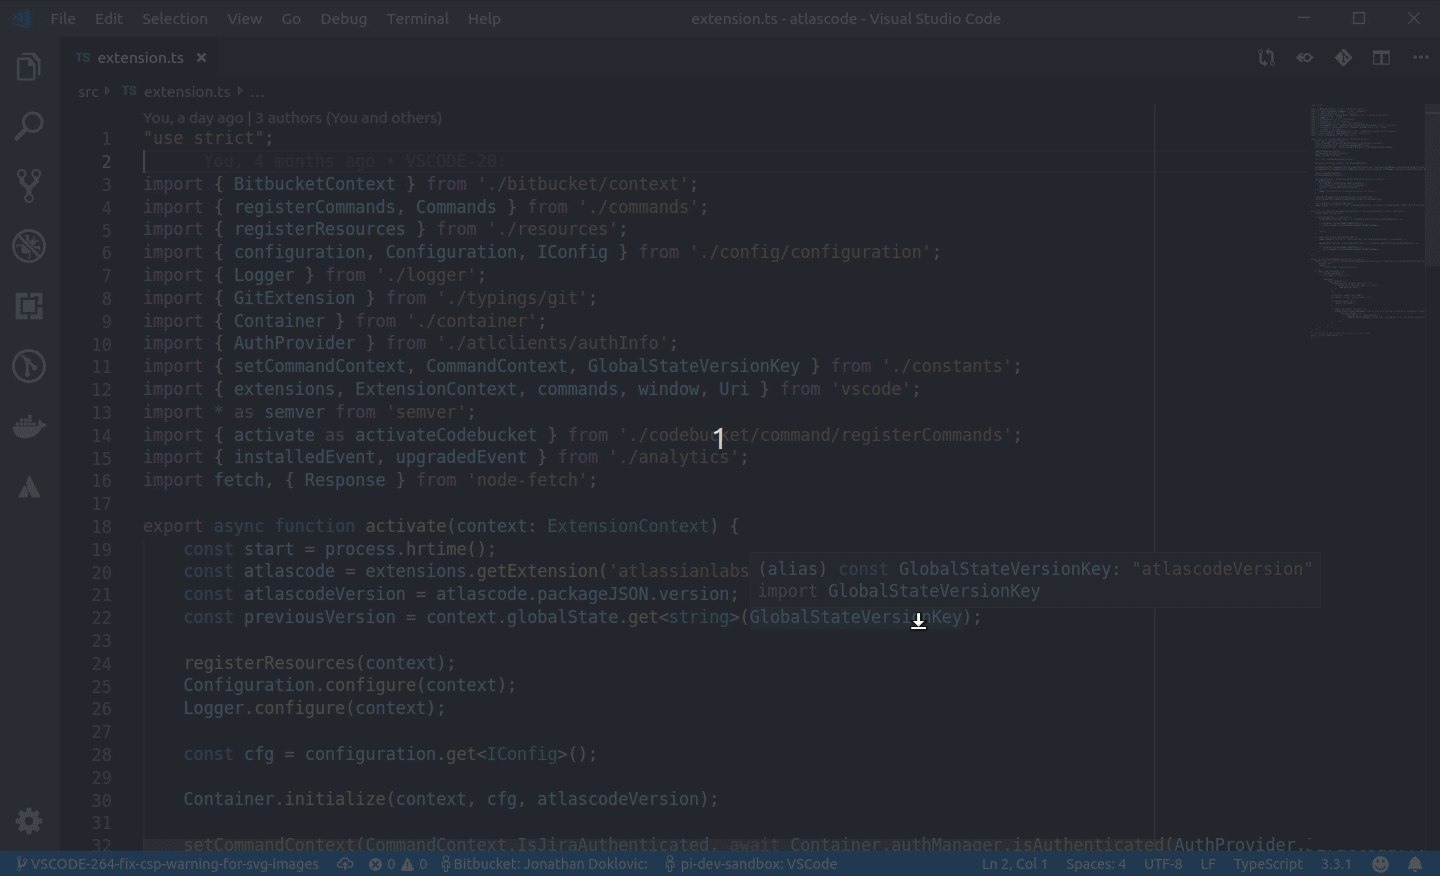 File Edit Selection View Go Debug Terminal Help extension.ts - atlascode - Visual Studio Code
TS extension.ts
src TS extension.ts ...
You, a day ago | 3 authors (You and others)
1 "use strict";
2 You, 4 months ago • VSCODE-20:
3 import { BitbucketContext } from './bitbucket/context';
4 import { registerCommands, Commands } from './commands';
5 import { registerResources } from './resources';
6 import { configuration, Configuration, IConfig } from './config/configuration';
7 import { Logger } from './logger';
8 import { GitExtension } from './typings/git';
9 import { Container } from './container';
10 import { AuthProvider } from './atlclients/authInfo';
11 import { setCommandContext, CommandContext, GlobalStateVersionKey } from './constants';
12 import { extensions, ExtensionContext, commands, window, Uri } from 'vscode';
13 import * as semver from 'semver';
14 import { activate as activateCodebucket } from './codebucket/command/registerCommands';
1
15 import { installedEvent, upgradedEvent } from './analytics';
16 import fetch, { Response } from 'node-fetch';
17
18 export async function activate(context: ExtensionContext) {
19 const start = process.hrtime();
20 const atlascode = extensions.getExtension('atlassianlabs
(alias) const GlobalStateVersionKey: "atlascodeVersion"
import GlobalStateVersionKey
21 const atlascodeVersion = atlascode.packageJSON.version;
22 const previousVersion = context.globalState.get<string>(GlobalStateVersionKey);
23
24 registerResources(context);
25 Configuration.configure(context);
26 Logger.configure(context);
27
28 const cfg = configuration.get<IConfig>();
29
30 Container.initialize(context, cfg, atlascodeVersion);
31
32 setCommandContext(CommandContext.IsJiraAuthenticated, await Container.authManager.isAuthenticated(AuthProvider.
VSCODE-264-fix-csp-warning-for-svg-images 0 0 Bitbucket: Jonathan Doklovic: pi-dev-sandbox: VSCode Ln 2, Col 1 Spaces: 4 UTF-8 LF TypeScript 3.3.1